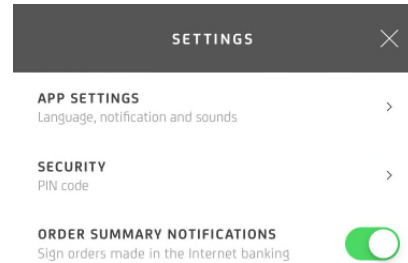 SETTINGS
APP SETTINGS
Language, notification and sounds
SECURITY
PIN code
ORDER SUMMARY NOTIFICATIONS
Sign orders made in the Internet banking